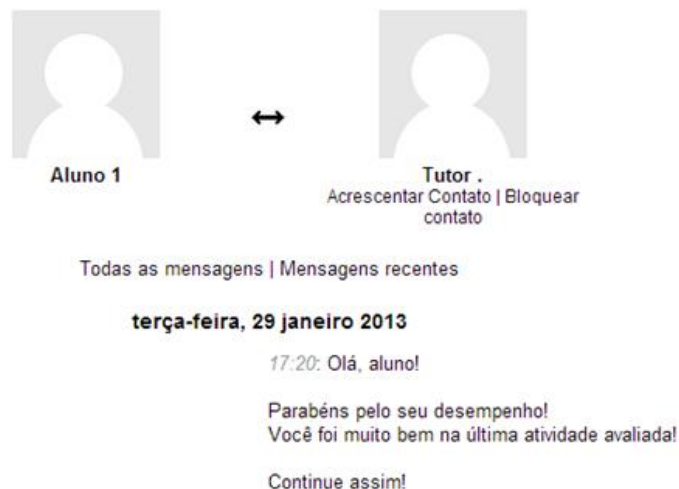 Aluno 1
Tutor .
Acrescentar Contato | Bloquear
contato
Todas as mensagens | Mensagens recentes
terça-feira, 29 janeiro 2013
17:20: Olá, aluno!
Parabéns pelo seu desempenho!
Você foi muito bem na última atividade avaliada!
Continue assim!